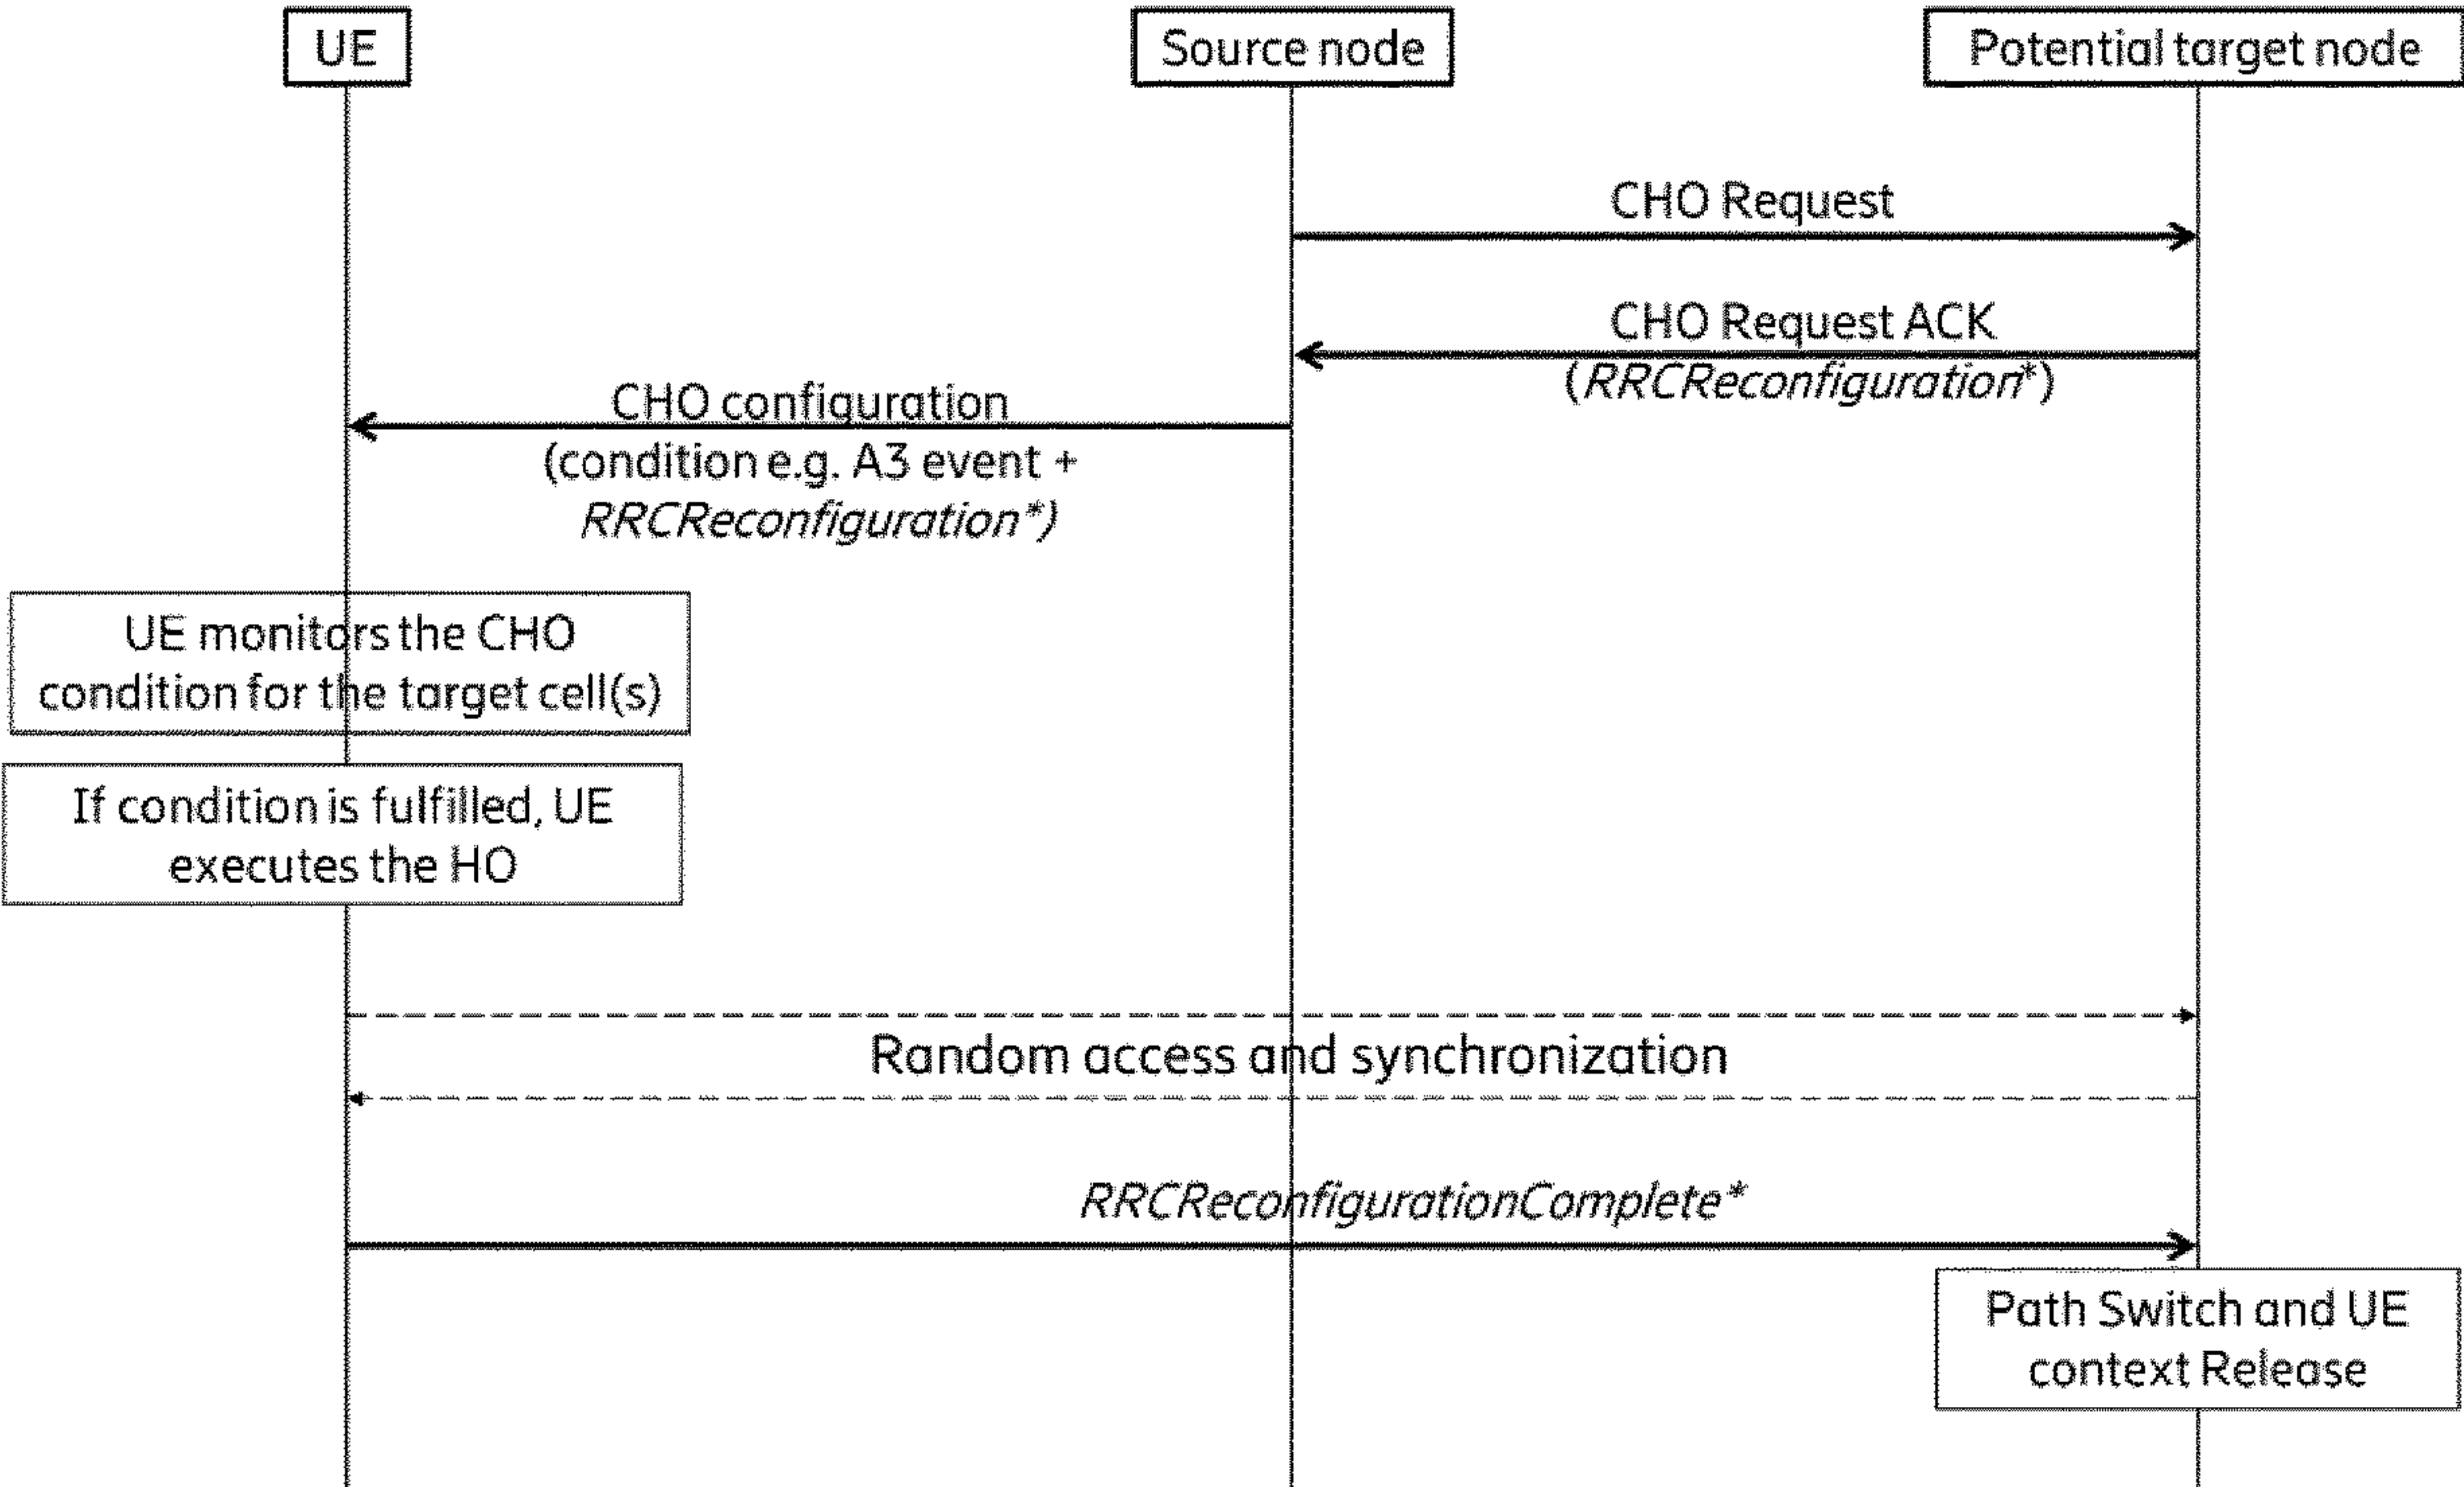 UE
Source node
Potential target node
CHO Request
CHO Request ACK
(RRCReconfiguration*)
CHO configuration
(condition e.g. A3 event +
RRCReconfiguration*)
UE monitors the CHO
condition for the target cell(s)
If condition is fulfilled, UE
executes the HO
Random access and synchronization
RRCReconfigurationComplete*
Path Switch and UE
context Release